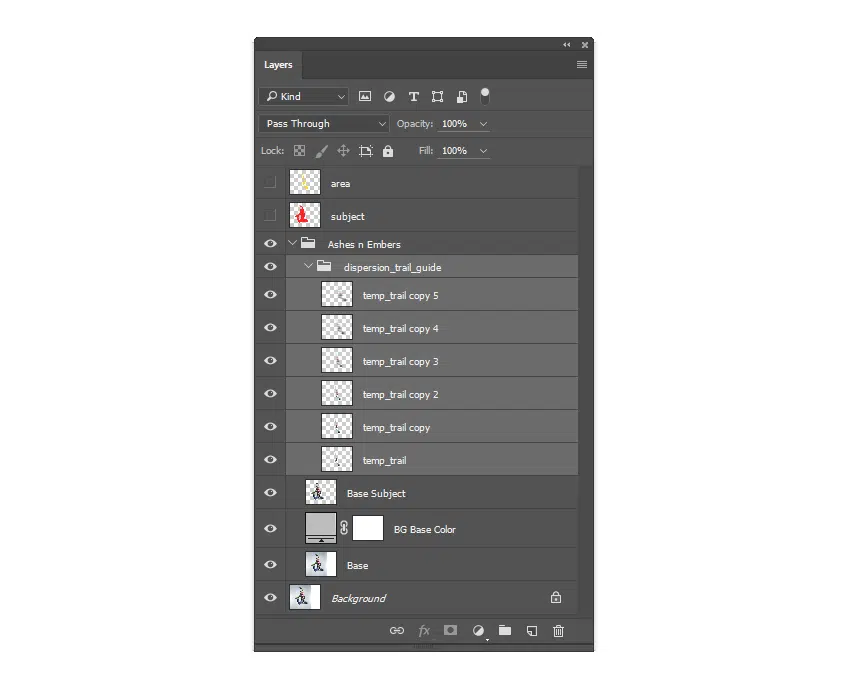 Layers
Kind
Pass Through Opacity: 100%
Lock: Fill: 100%
area
subject
Ashes n Embers
dispersion_trail_guide
temp_trail copy 5
temp_trail copy 4
temp_trail copy 3
temp_trail copy 2
temp_trail copy
temp_trail
Base Subject
BG Base Color
Base
Background
fx